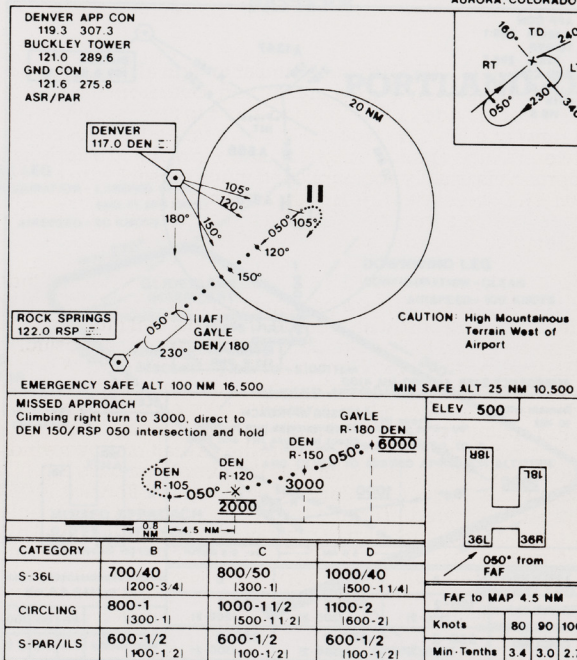 AURORA, COLORADO
DENVER APP CON
119.3 307.3
BUCKLEY TOWER
121.0 289.6
GND CON
121.6 275.8
ASR/PAR
160°
TD
240
RT
050°
230°
340
20 NM
DENVER
117.0 DEN
105°
120°
180°
150°
050°
105°
120°
150°
ROCK SPRINGS
122.0 RSP
050°
230°
(IAF)
GAYLE
DEN/180
CAUTION: High Mountainous
Terrain West of
Airport
EMERGENCY SAFE ALT 100 NM 16,500
MIN SAFE ALT 25 NM 10,500
MISSED APPROACH
Climbing right turn to 3000, direct to
DEN 150/RSP 050 intersection and hold
GAYLE
R-180 DEN
6000
DEN
R-150
3000
050°
DEN
R-120
2000
DEN
R-105
050°
0.8
NM
4.5 NM
ELEV 500
18R
18L
36L
36R
050° from
FAF
CATEGORY B C D
S-36L 700/40 800/50 1000/40
(200-3/4) (300-1) (500-1 1/4)
CIRCLING 800-1 1000-1 1/2 1100-2
(300-1) (500-1 1 2) (600-2)
S-PAR/ILS 600-1/2 600-1/2 600-1/2
(100-1 2) (100-1/2) (100-1/2)
FAF to MAP 4.5 NM
Knots 80 90 100
Min-Tenths 3.4 3.0 2.